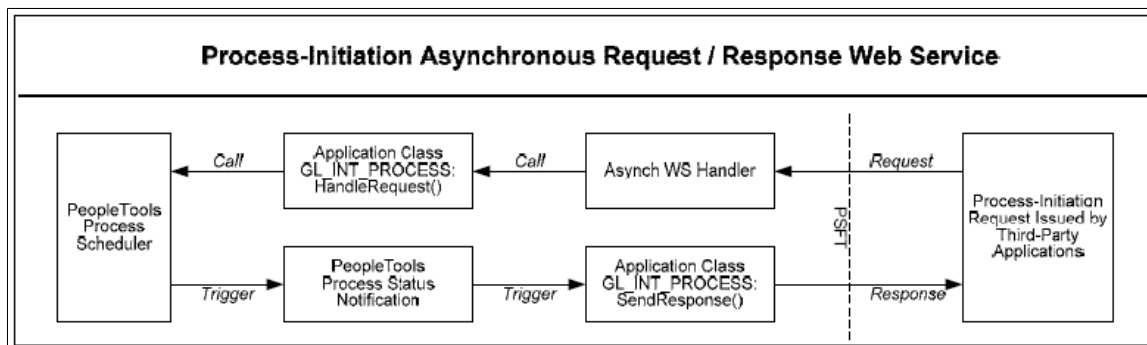 Process-Initiation Asynchronous Request / Response Web Service
PeopleTools
Process
Scheduler
Call
Application Class
GL_INT_PROCESS:
HandleRequest()
Call
Asynch WS Handler
Request
Process-Initiation
Request Issued by
Third-Party
Applications
PSFT
Trigger
PeopleTools
Process Status
Notification
Trigger
Application Class
GL_INT_PROCESS:
SendResponse()
Response